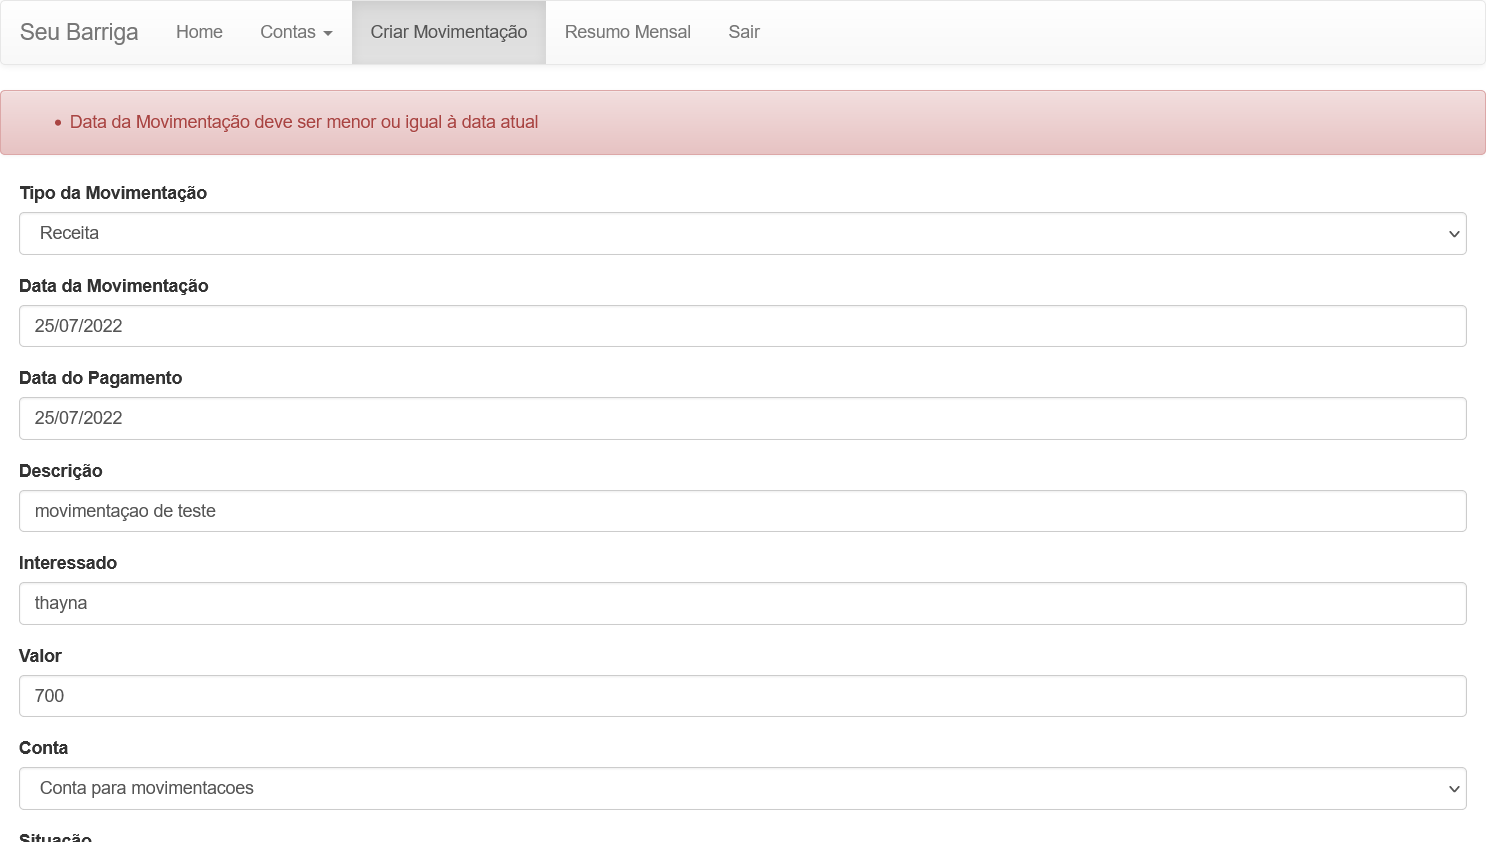 Seu Barriga Home Contas Criar Movimentação Resumo Mensal Sair
Data da Movimentação deve ser menor ou igual à data atual
Tipo da Movimentação
Receita
Data da Movimentação
25/07/2022
Data do Pagamento
25/07/2022
Descrição
movimentaçao de teste
Interessado
thayna
Valor
700
Conta
Conta para movimentacoes
Situação